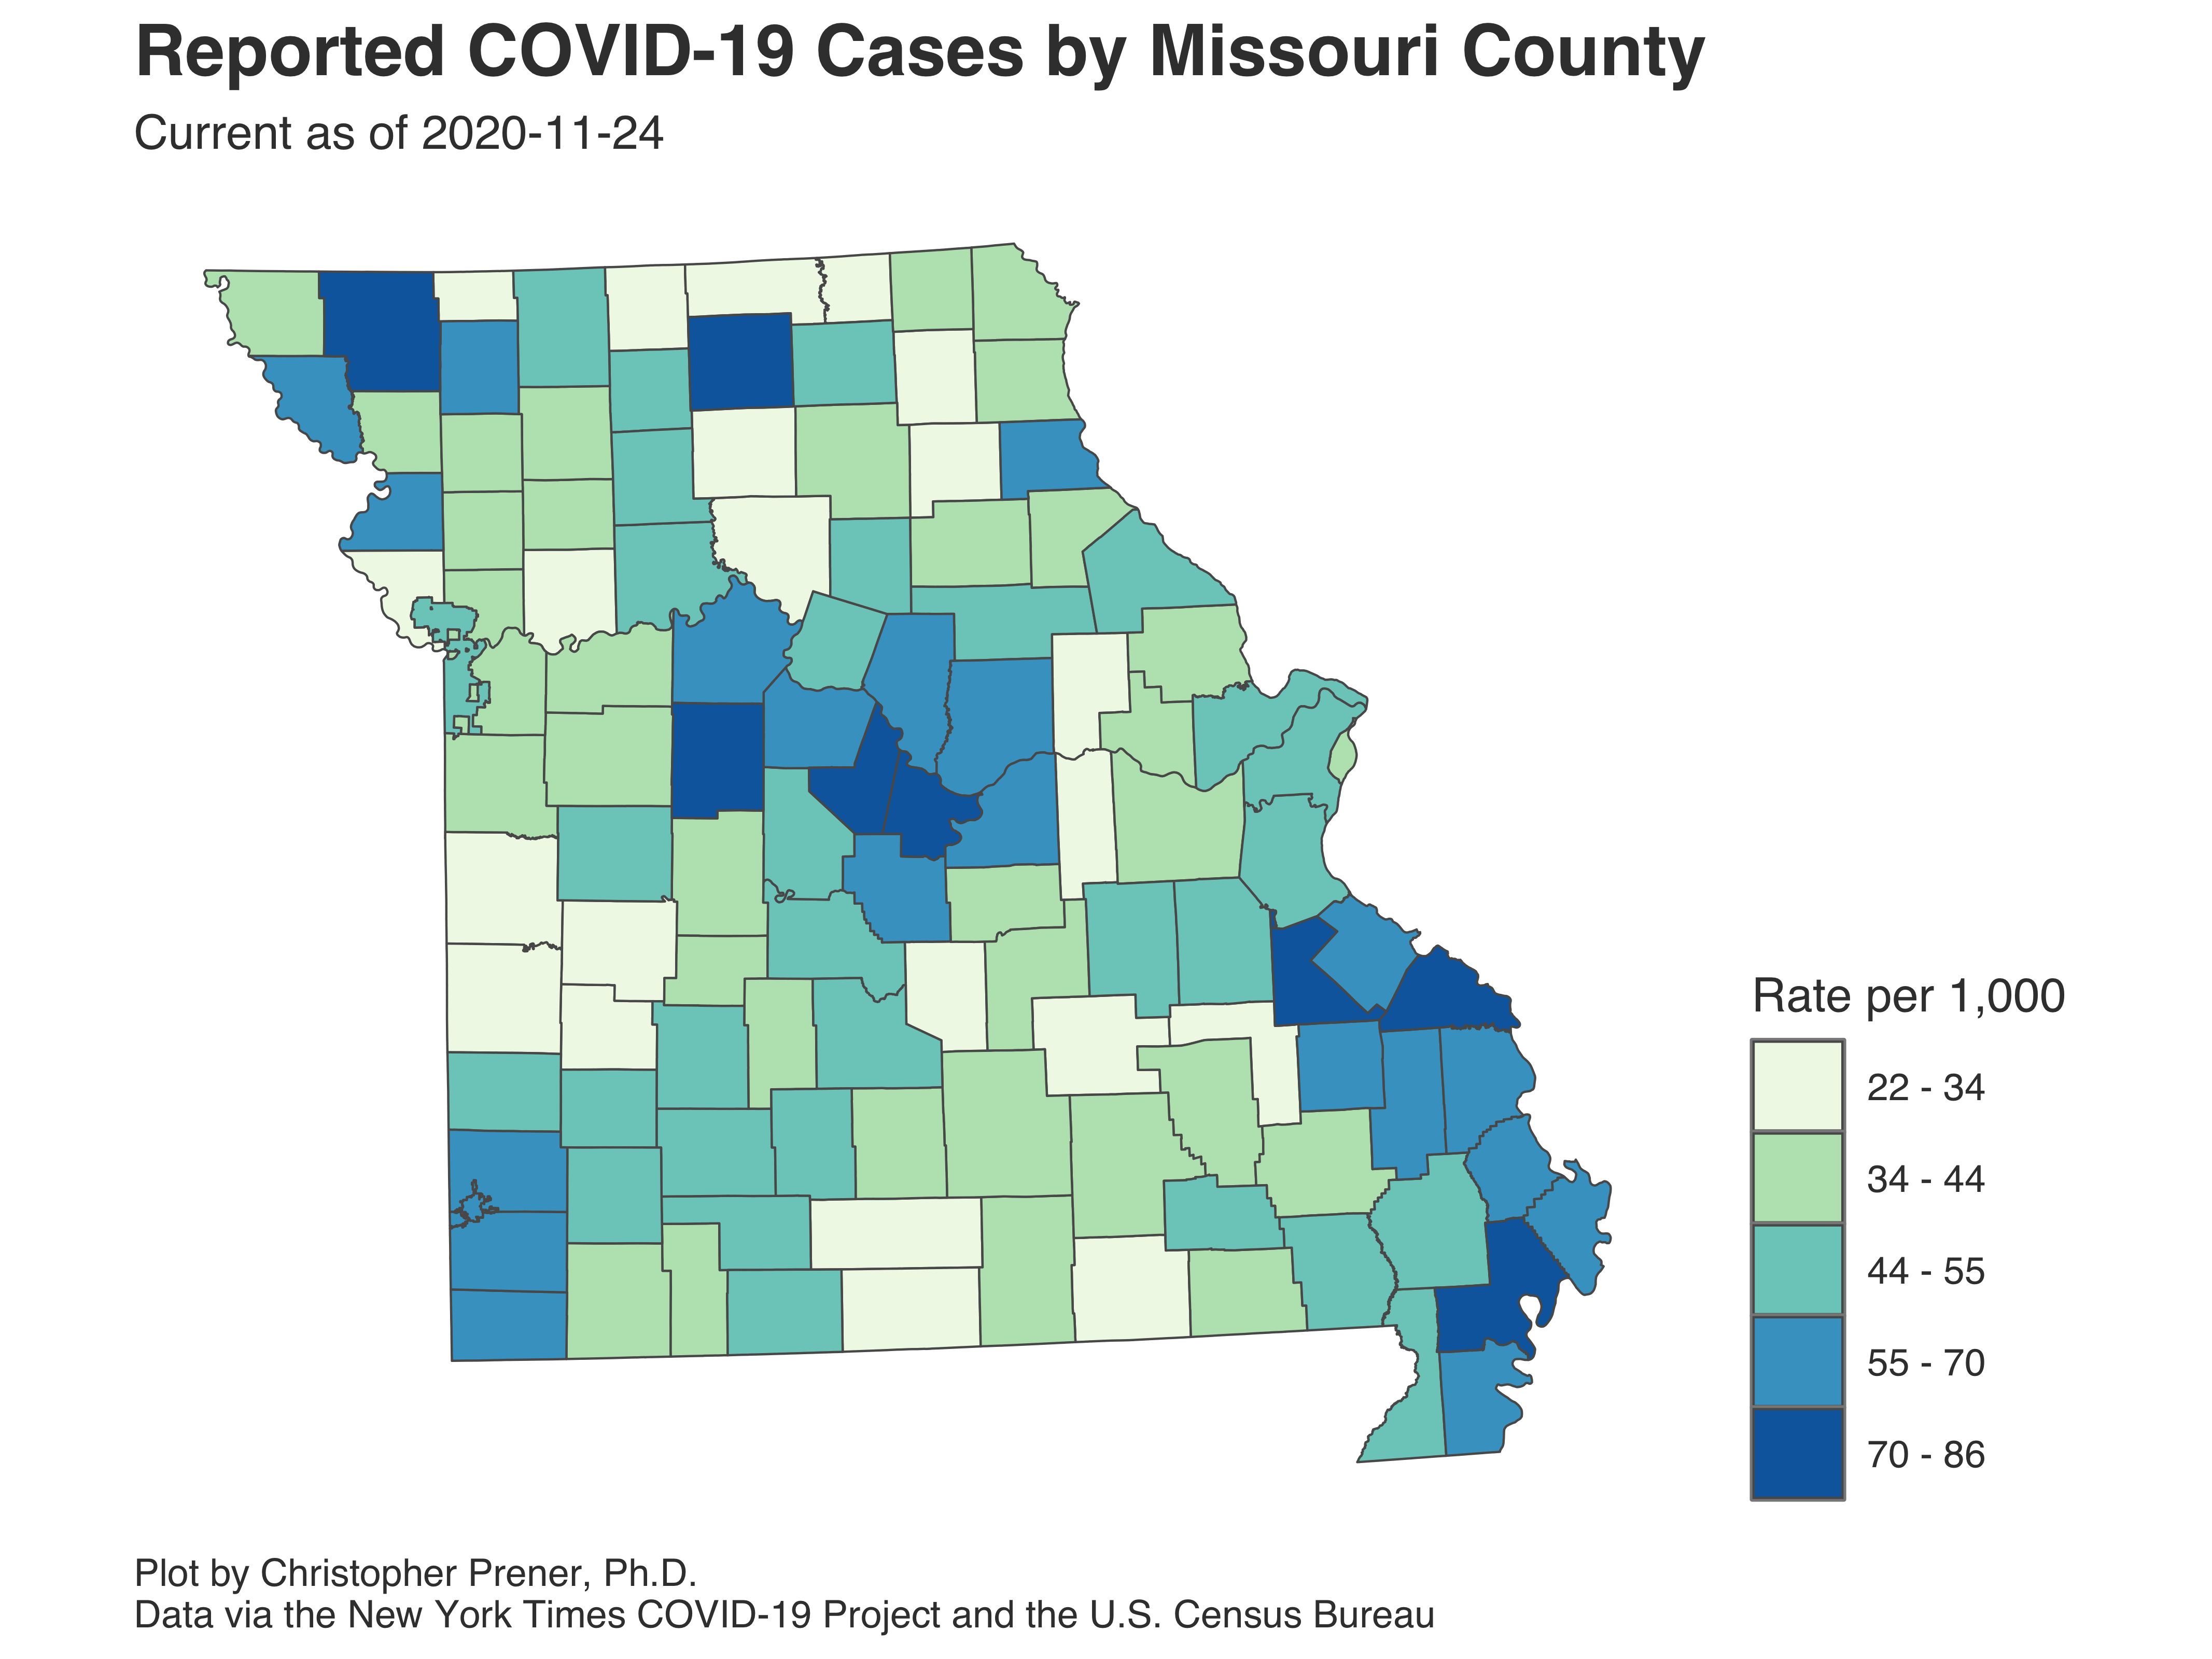 Reported COVID-19 Cases by Missouri County
Current as of 2020-11-24
Rate per 1,000
22 - 34
34 - 44
44 - 55
55 - 70
70 - 86
Plot by Christopher Prener, Ph.D.
Data via the New York Times COVID-19 Project and the U.S. Census Bureau